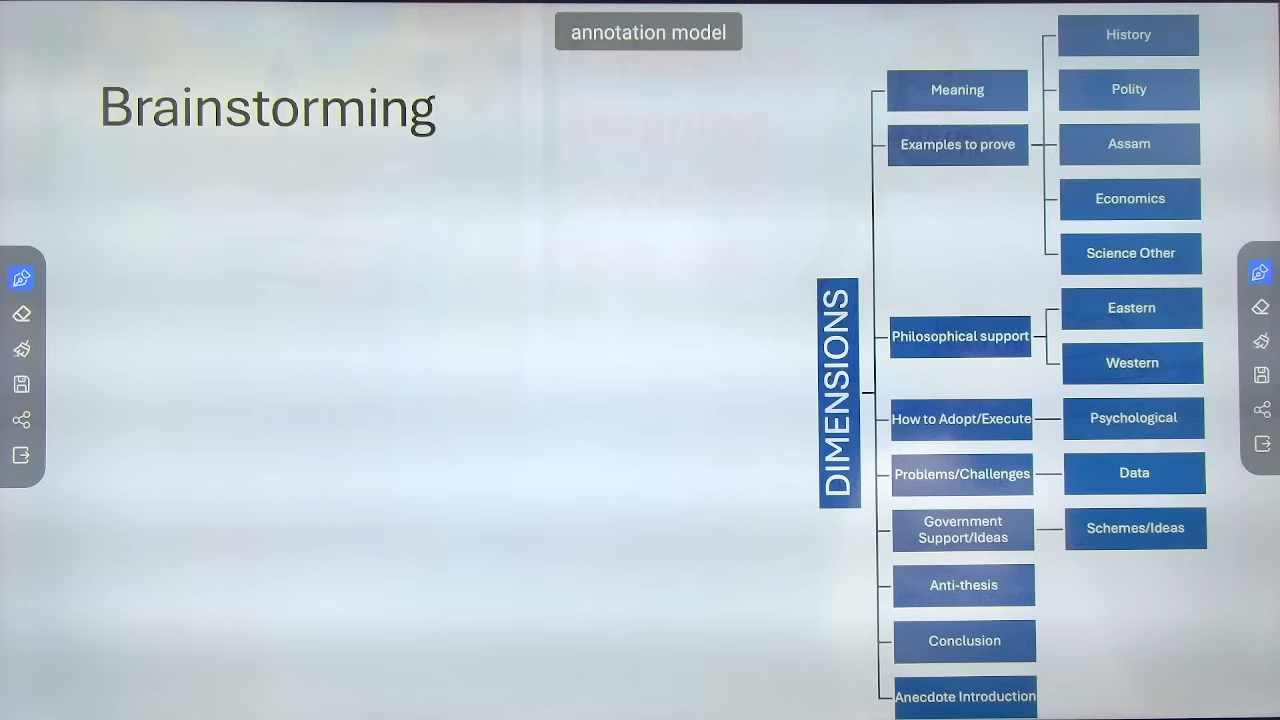 annotation model
Brainstorming
DIMENSIONS
Meaning
Examples to prove
History
Polity
Assam
Economics
Science Other
Philosophical support
Eastern
Western
How to Adopt/Execute
Psychological
Problems/Challenges
Data
Government
Support/Ideas
Schemes/Ideas
Anti-thesis
Conclusion
Anecdote Introduction